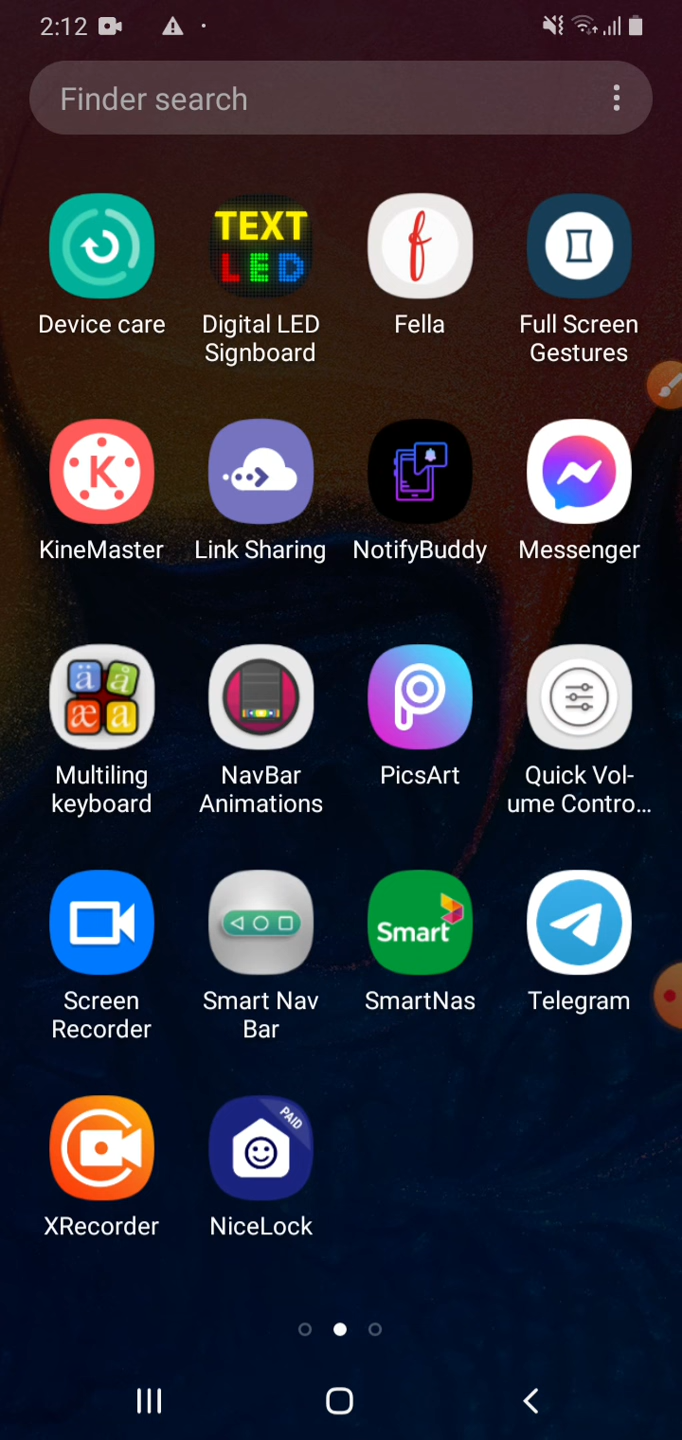 2:12
Finder search
TEXT
LED
Device care
Digital LED
Signboard
Fella
Full Screen
Gestures
KineMaster
Link Sharing
NotifyBuddy
Messenger
ä å
æ a
Multiling
keyboard
NavBar
Animations
PicsArt
Quick Vol-
ume Contro...
Smart
Screen
Recorder
Smart Nav
Bar
SmartNas
Telegram
PAID
XRecorder
NiceLock